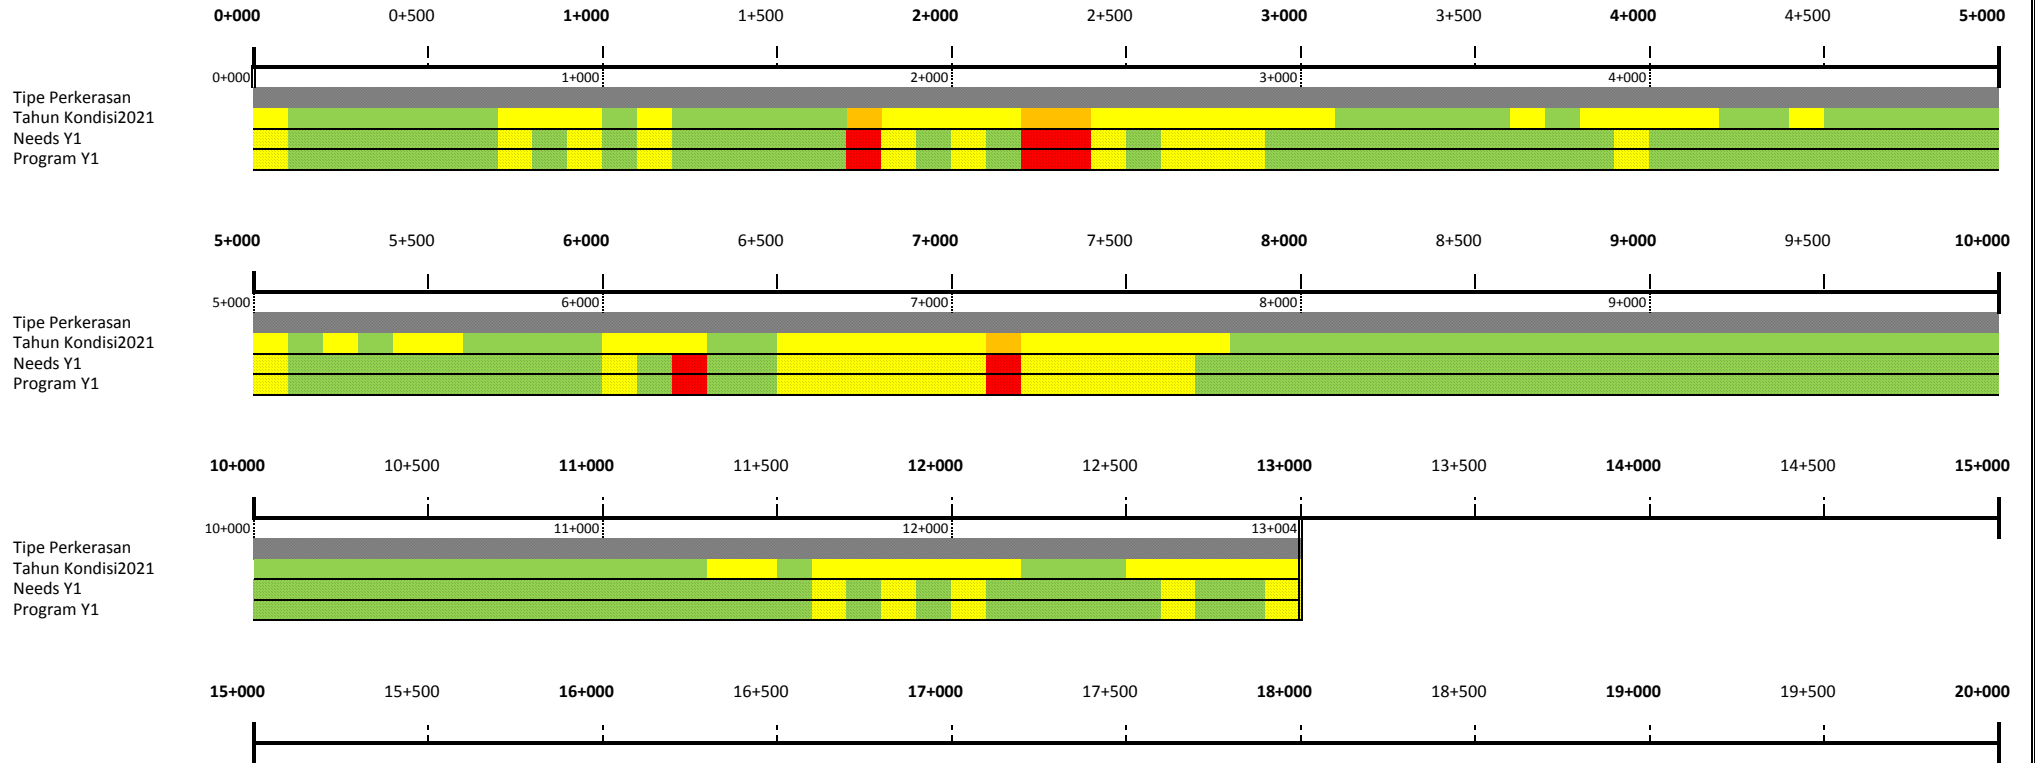 0+000 0+500 1+000 1+500 2+000 2+500 3+000 3+500 4+000 4+500 5+000
0+000 1+000 2+000 3+000 4+000
Tipe Perkerasan
Tahun Kondisi2021
Needs Y1
Program Y1
5+000 5+500 6+000 6+500 7+000 7+500 8+000 8+500 9+000 9+500 10+000
5+000 6+000 7+000 8+000 9+000
Tipe Perkerasan
Tahun Kondisi2021
Needs Y1
Program Y1
10+000 10+500 11+000 11+500 12+000 12+500 13+000 13+500 14+000 14+500 15+000
10+000 11+000 12+000 13+004
Tipe Perkerasan
Tahun Kondisi2021
Needs Y1
Program Y1
15+000 15+500 16+000 16+500 17+000 17+500 18+000 18+500 19+000 19+500 20+000